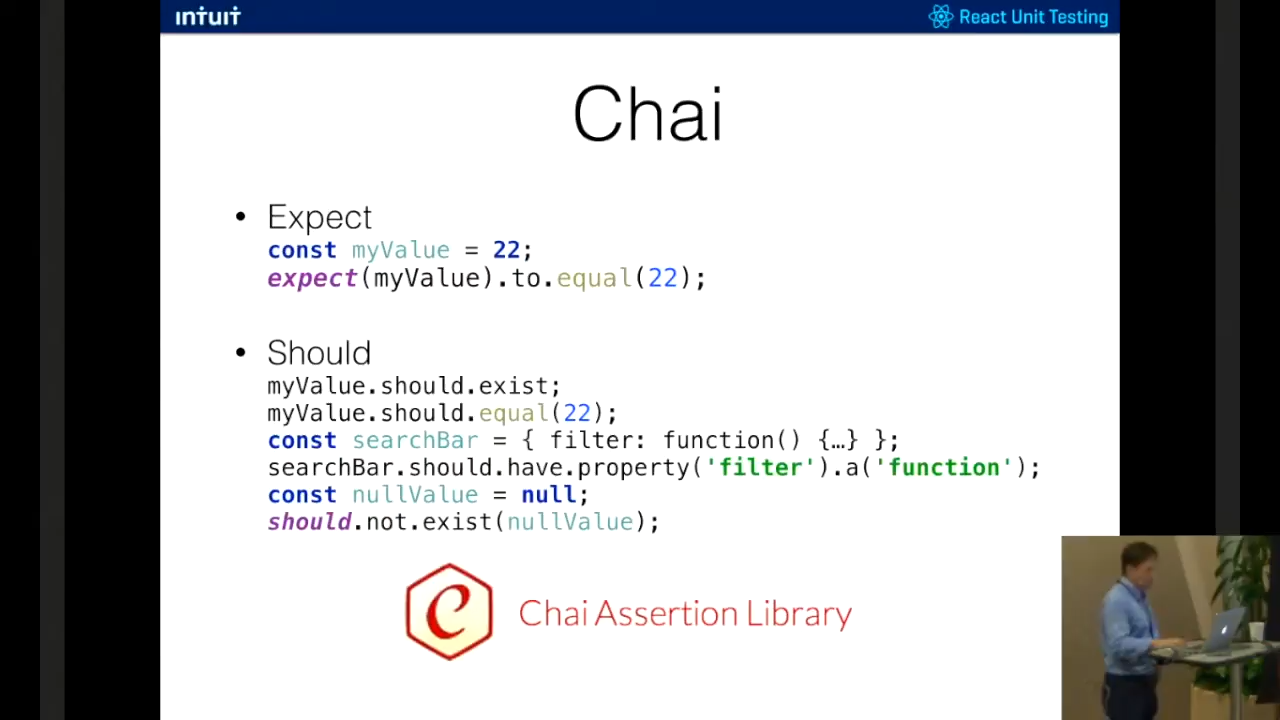 ıntuıt
React Unit Testing
Chai
• Expect
const myValue = 22;
expect(myValue).to.equal(22);
• Should
myValue.should.exist;
myValue.should.equal(22);
const searchBar = { filter: function() {…} };
searchBar.should.have.property('filter').a('function');
const nullValue = null;
should.not.exist(nullValue);
C Chai Assertion Library